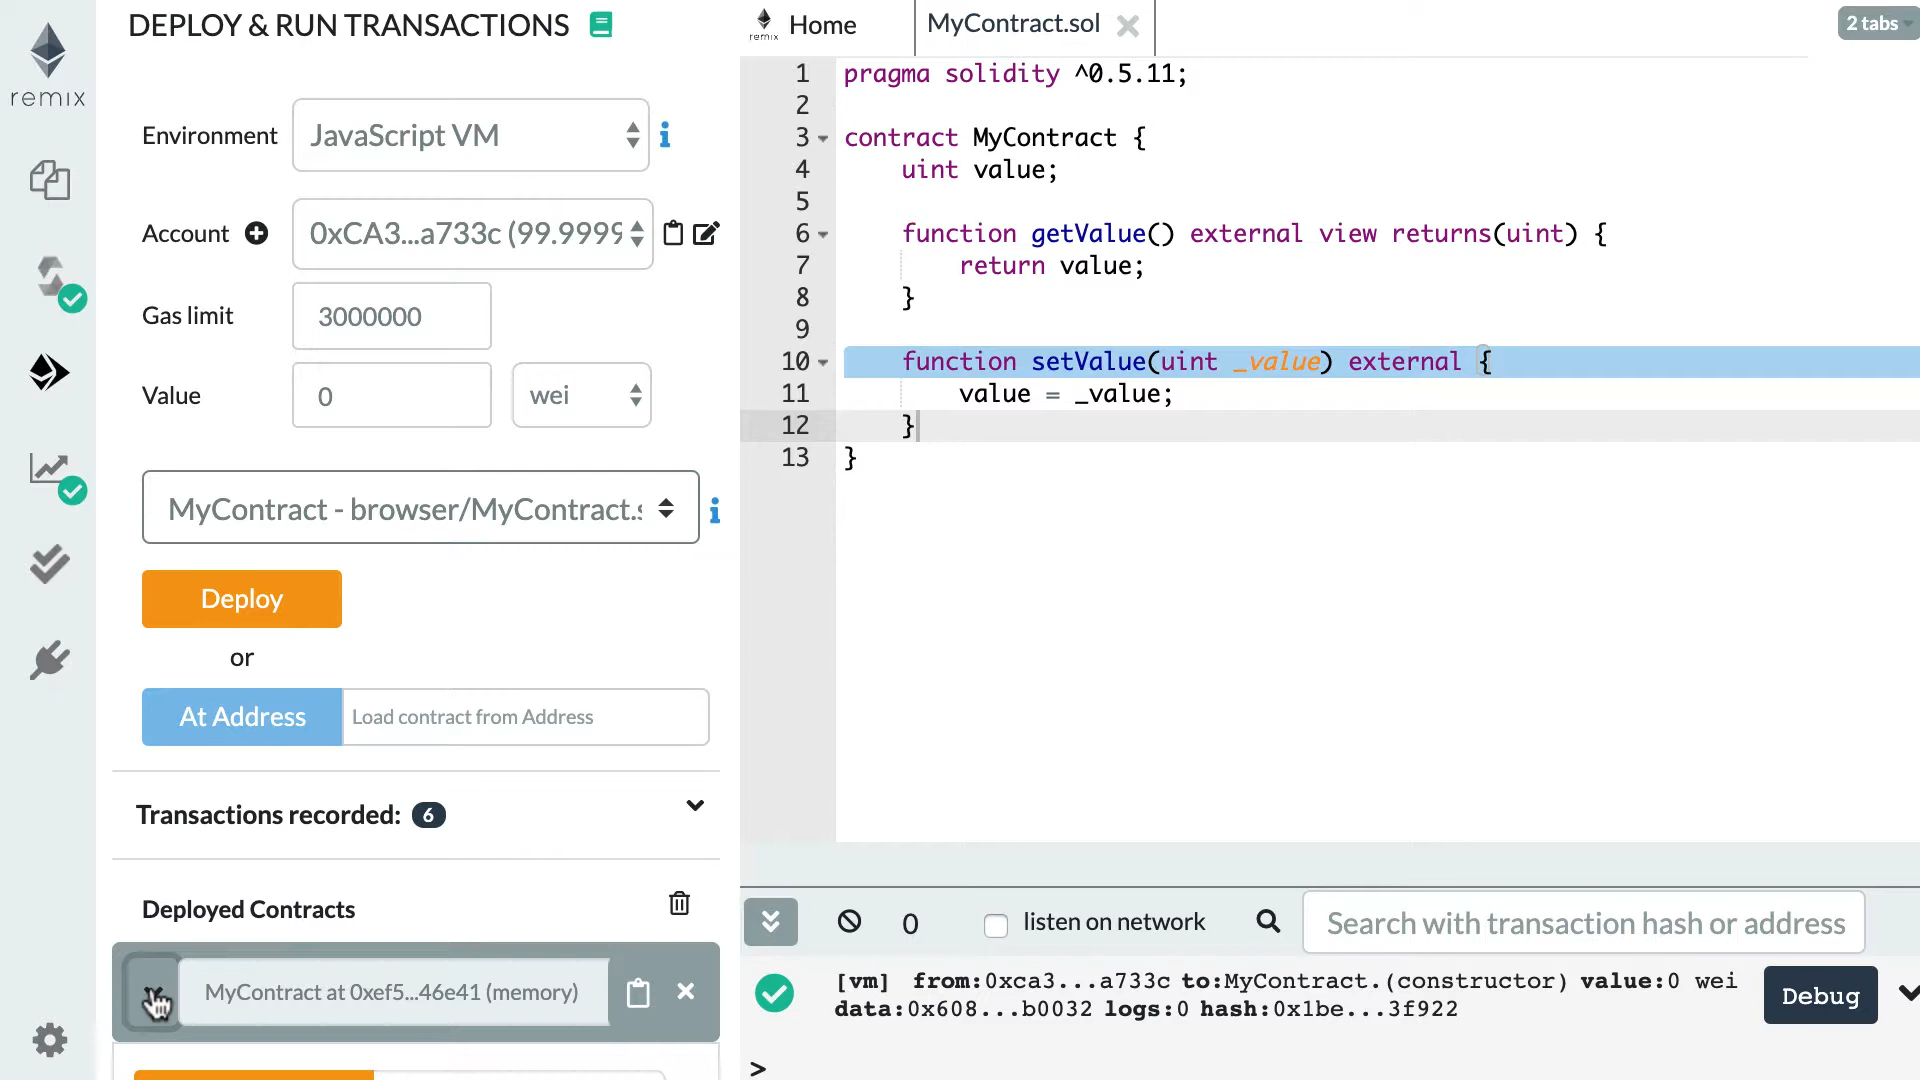 remix
DEPLOY & RUN TRANSACTIONS
Environment
JavaScript VM
i
Account
0xCA3...a733c (99.9999
Gas limit
3000000
Value
0
wei
MyContract - browser/MyContract.s
i
Deploy
or
At Address
Load contract from Address
Transactions recorded: 6
Deployed Contracts
MyContract at 0xef5...46e41 (memory)
remix
Home
MyContract.sol
2 tabs
1 pragma solidity ^0.5.11;
2
3 contract MyContract {
4 uint value;
5
6 function getValue() external view returns(uint) {
7 return value;
8 }
9
10 function setValue(uint _value) external {
11 value = _value;
12 }
13 }
0
listen on network
Search with transaction hash or address
[vm] from:0xca3...a733c to:MyContract.(constructor) value:0 wei
data:0x608...b0032 logs:0 hash:0x1be...3f922
Debug
>